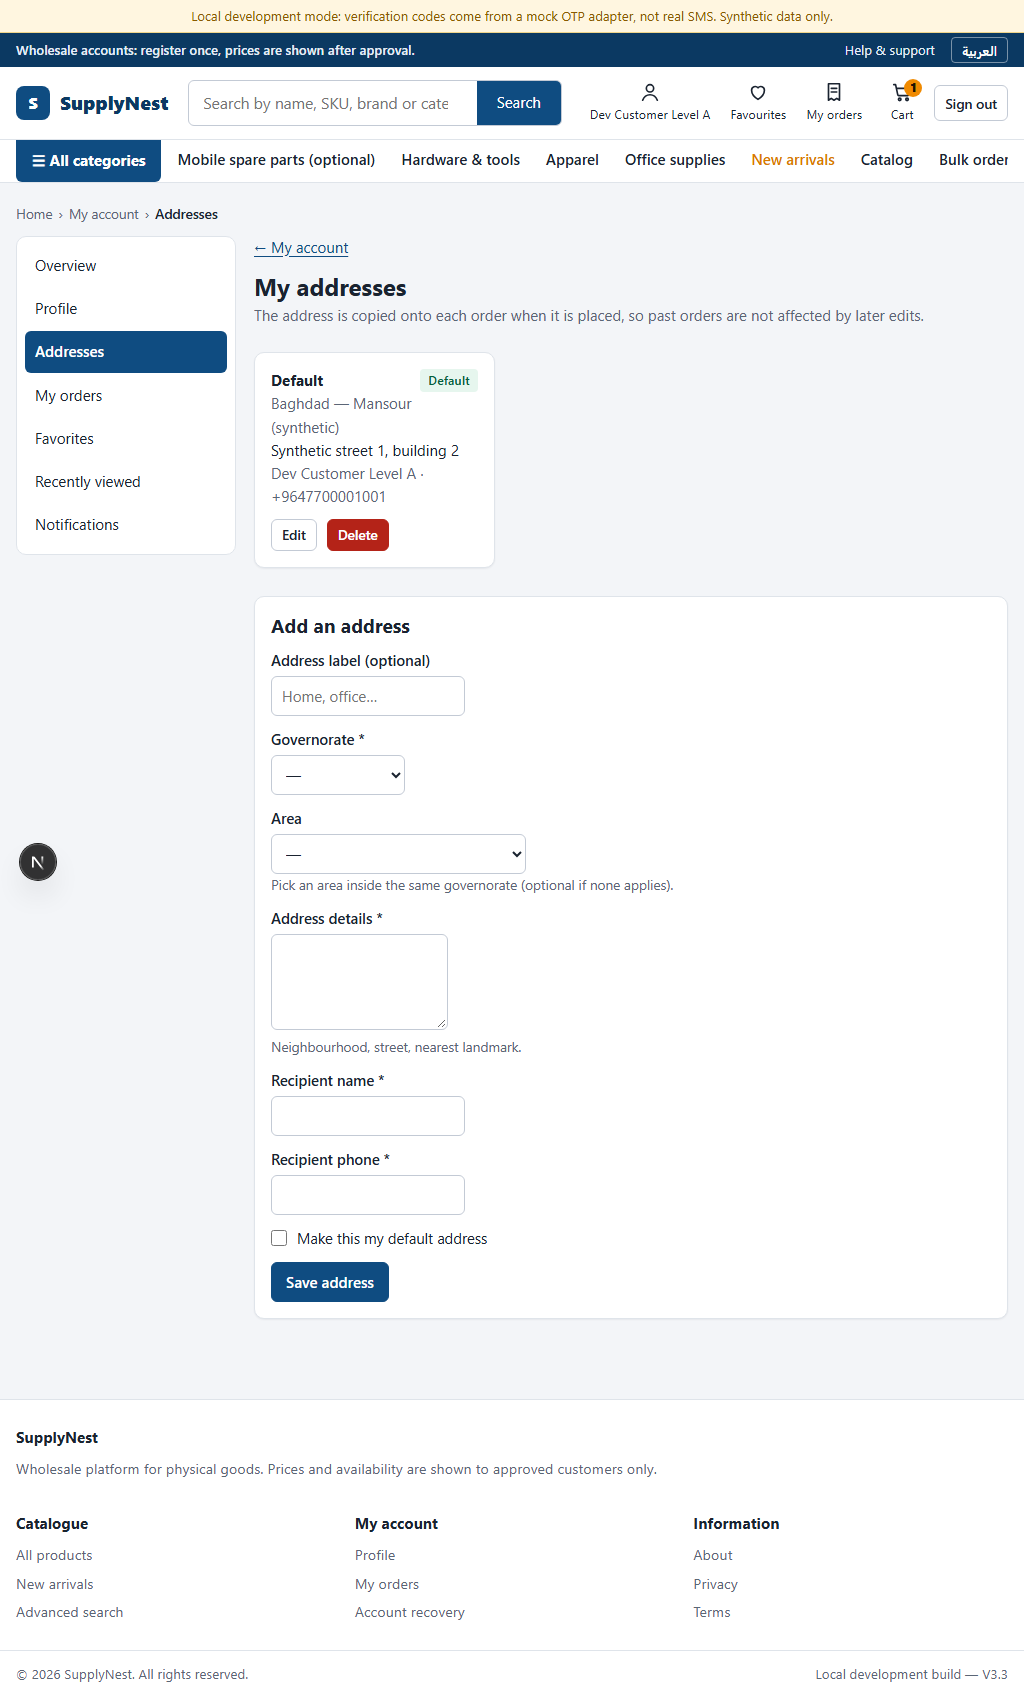 Local development mode: verification codes come from a mock OTP adapter, not real SMS. Synthetic data only.
Wholesale accounts: register once, prices are shown after approval.
Help & support
العربية
S
SupplyNest
Search by name, SKU, brand or cate
Search
Dev Customer Level A
Favourites
My orders
1
Cart
Sign out
☰ All categories
Mobile spare parts (optional)
Hardware & tools
Apparel
Office supplies
New arrivals
Catalog
Bulk order
Home › My account › Addresses
Overview
Profile
Addresses
My orders
Favorites
Recently viewed
Notifications
← My account
My addresses
The address is copied onto each order when it is placed, so past orders are not affected by later edits.
Default
Default
Baghdad — Mansour
(synthetic)
Synthetic street 1, building 2
Dev Customer Level A ·
+9647700001001
Edit
Delete
Add an address
Address label (optional)
Home, office...
Governorate *
—
Area
—
Pick an area inside the same governorate (optional if none applies).
Address details *
Neighbourhood, street, nearest landmark.
Recipient name *
Recipient phone *
Make this my default address
Save address
N
SupplyNest
Wholesale platform for physical goods. Prices and availability are shown to approved customers only.
Catalogue
All products
New arrivals
Advanced search
My account
Profile
My orders
Account recovery
Information
About
Privacy
Terms
© 2026 SupplyNest. All rights reserved.
Local development build — V3.3